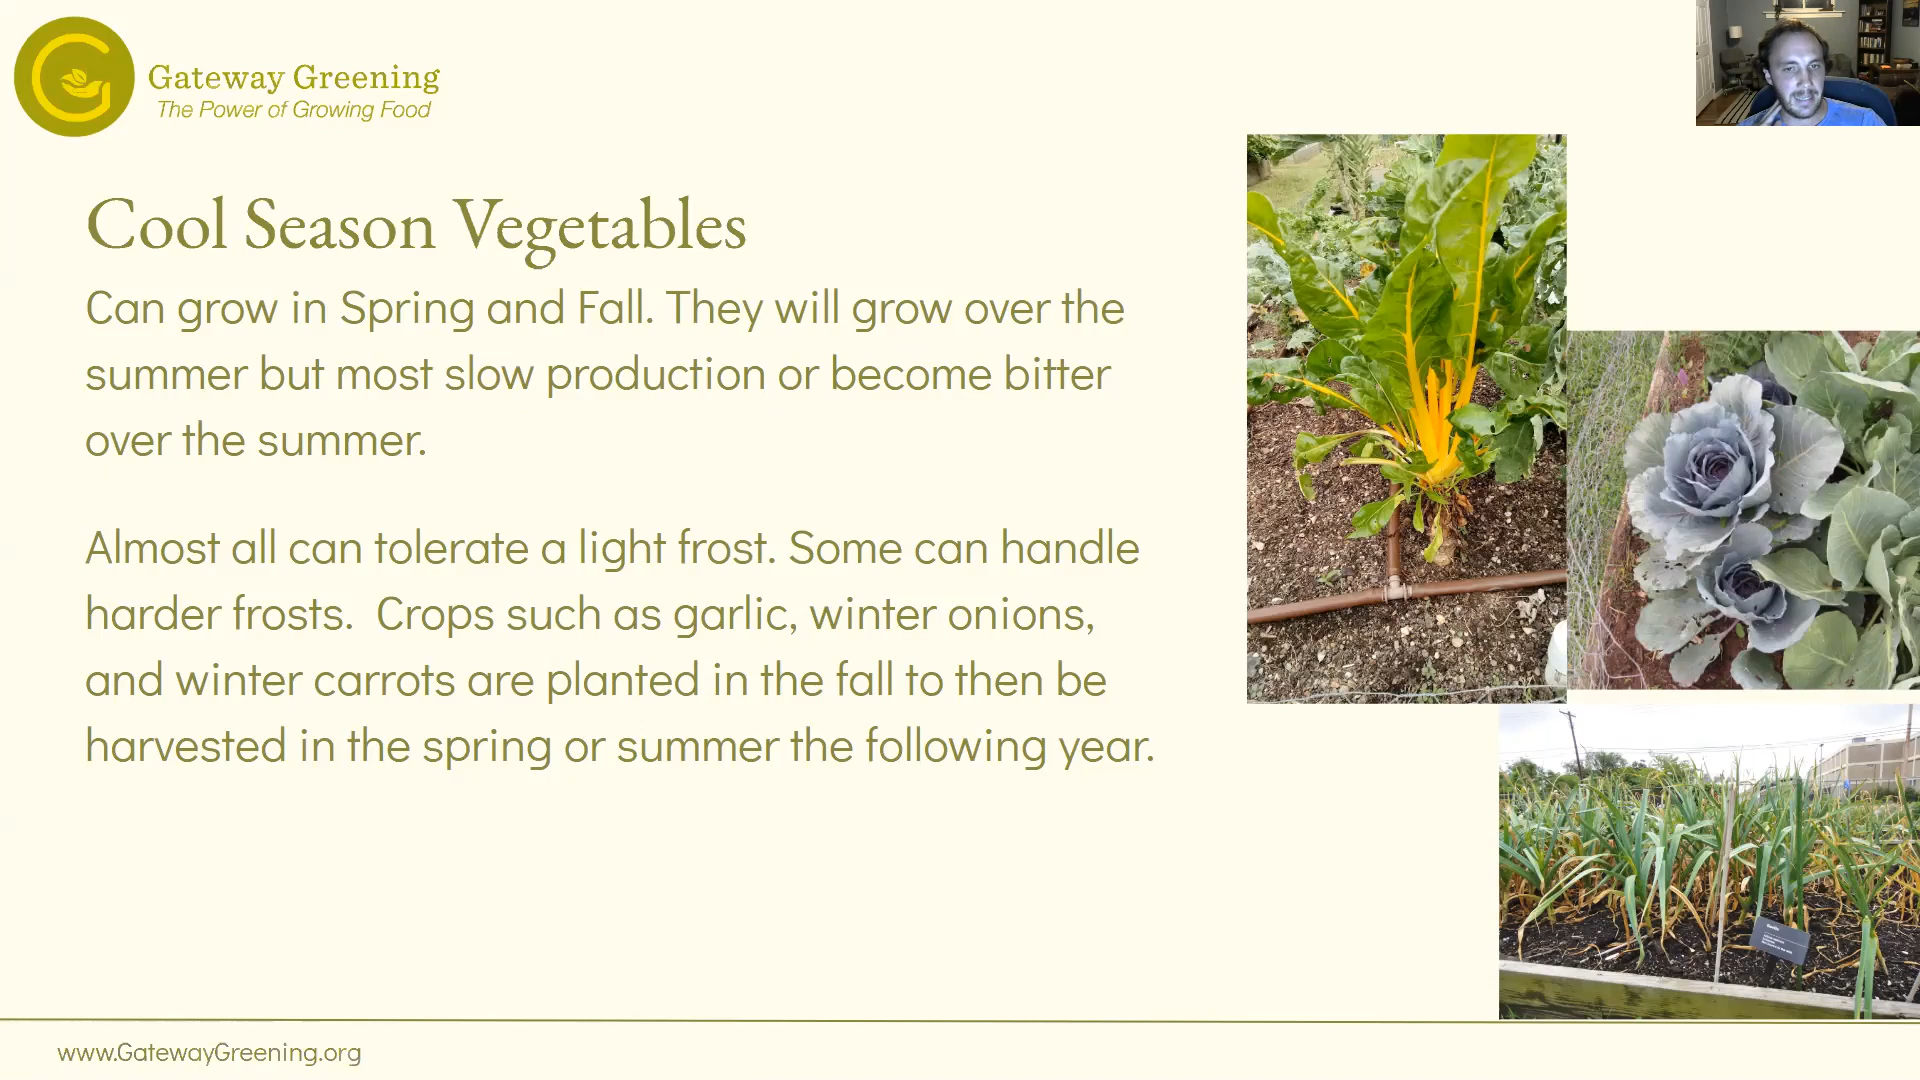 Gateway Greening
The Power of Growing Food
Cool Season Vegetables
Can grow in Spring and Fall. They will grow over the
summer but most slow production or become bitter
over the summer.
Almost all can tolerate a light frost. Some can handle
harder frosts. Crops such as garlic, winter onions,
and winter carrots are planted in the fall to then be
harvested in the spring or summer the following year.
www.GatewayGreening.org